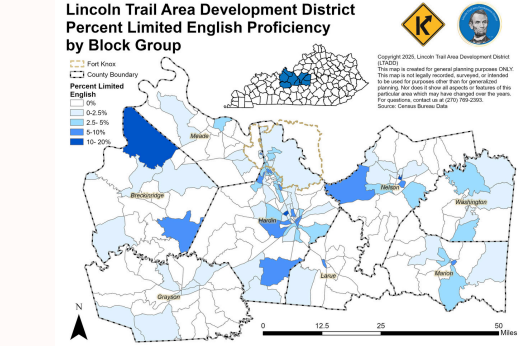 Lincoln Trail Area Development District
Percent Limited English Proficiency
by Block Group
Fort Knox
County Boundary
Percent Limited
English
0%
0-2.5%
2.5- 5%
5-10%
10- 20%
Copyright 2025, Lincoln Trail Area Development District
(LTADD)
This map is created for general planning purposes ONLY.
This map is not legally recorded, surveyed, or intended
to be used for purposes other than for generalized
planning. Nor does it show all aspects or features of this
particular area which may have changed over the years.
For questions, contact us at (270) 769-2393.
Source: Census Bureau Data
Meade
Breckinridge
Nelson
Washington
Hardin
Larue
Marion
Grayson
N
0 12.5 25 50
Miles